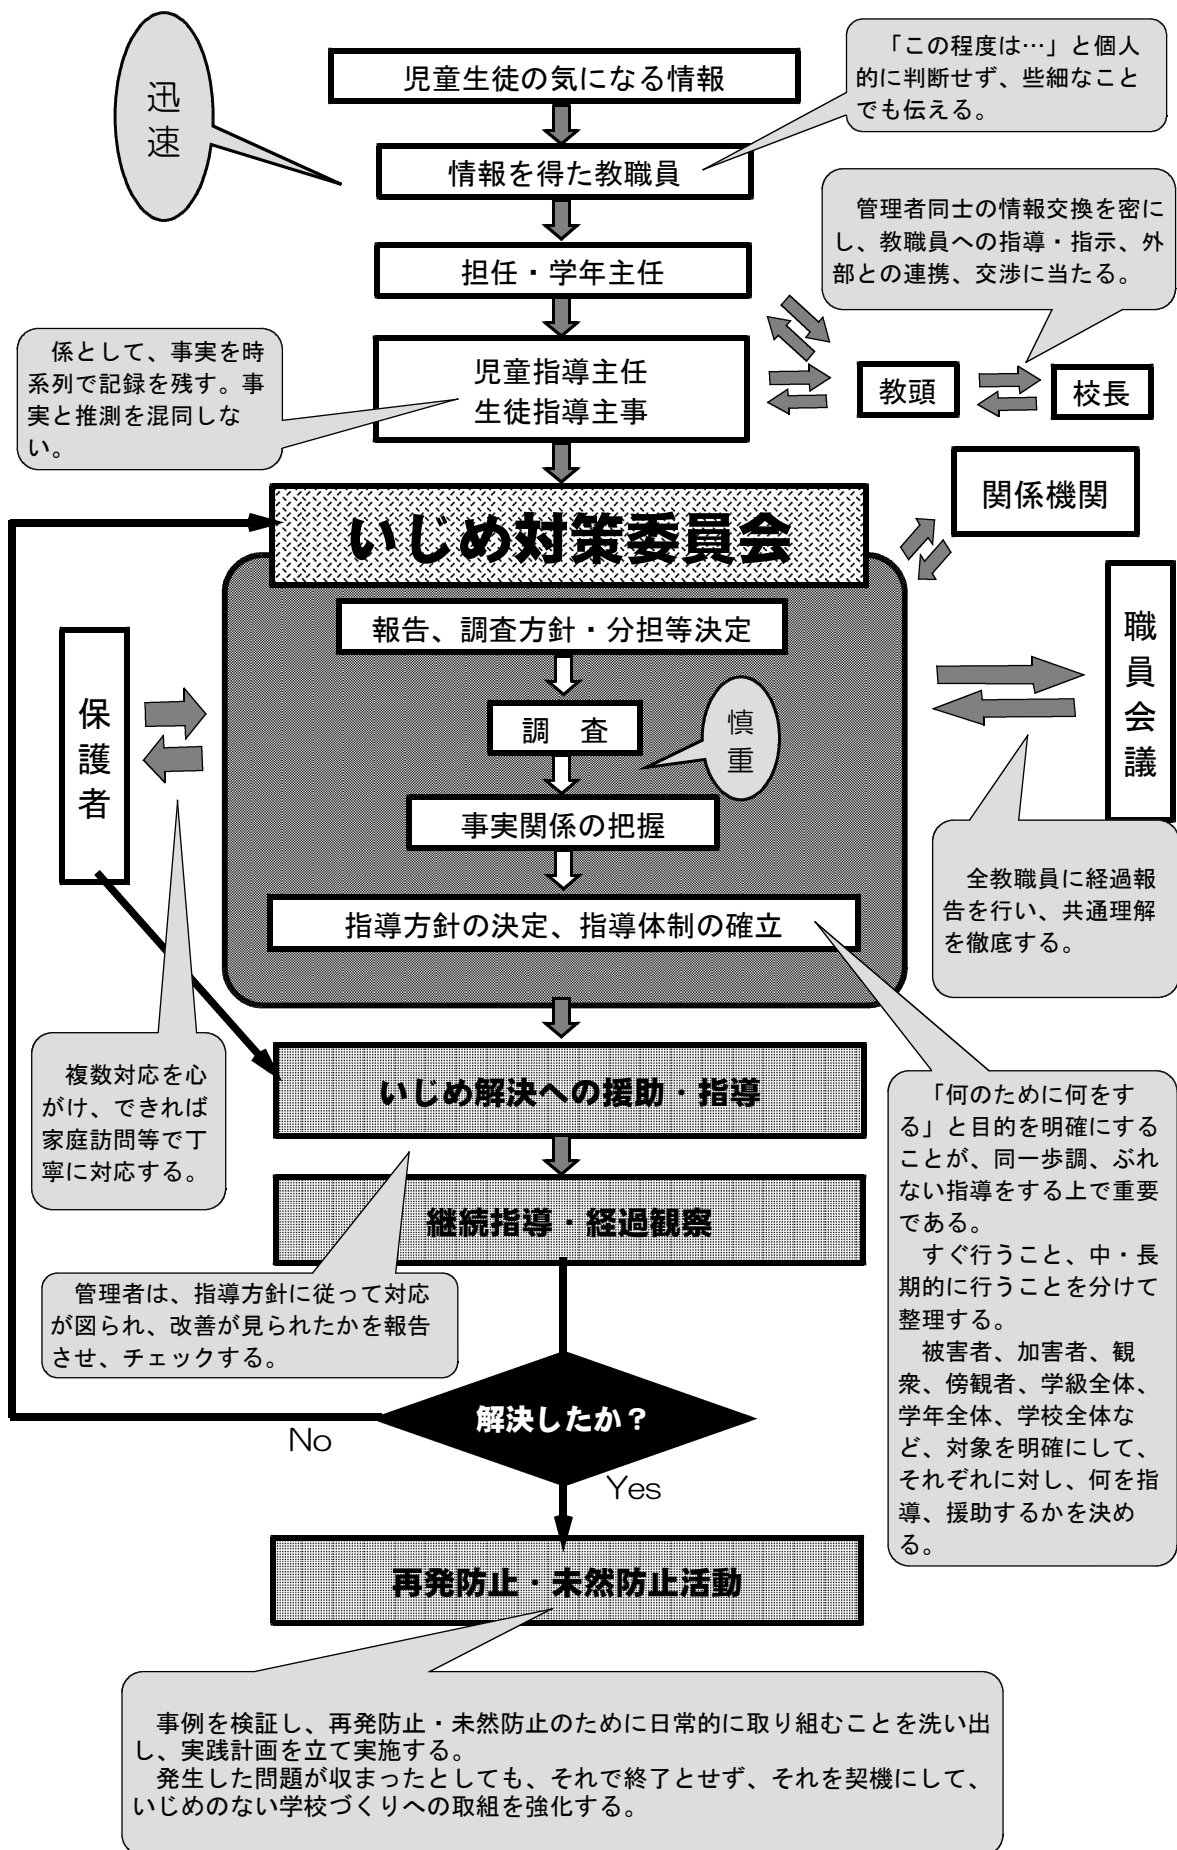 迅速
児童生徒の気になる情報
「この程度は…」と個人
的に判断せず、些細なこと
でも伝える。
情報を得た教職員
管理者同士の情報交換を密に
し、教職員への指導・指示、外
部との連携、交渉に当たる。
担任・学年主任
係として、事実を時
系列で記録を残す。事
実と推測を混同しな
い。
児童指導主任
生徒指導主事
教頭
校長
関係機関
いじめ対策委員会
報告、調査方針・分担等決定
職員会議
保護者
調　査
慎重
事実関係の把握
全教職員に経過報
告を行い、共通理解
を徹底する。
指導方針の決定、指導体制の確立
複数対応を心
がけ、できれば
家庭訪問等で丁
寧に対応する。
いじめ解決への援助・指導
「何のために何をす
る」と目的を明確にする
ことが、同一歩調、ぶれ
ない指導をする上で重要
である。
すぐ行うこと、中・長
期的に行うことを分けて
整理する。
被害者、加害者、観
衆、傍観者、学級全体、
学年全体、学校全体な
ど、対象を明確にして、
それぞれに対し、何を指
導、援助するかを決め
る。
継続指導・経過観察
管理者は、指導方針に従って対応
が図られ、改善が見られたかを報告
させ、チェックする。
解決したか？
No
Yes
再発防止・未然防止活動
事例を検証し、再発防止・未然防止のために日常的に取り組むことを洗い出
し、実践計画を立て実施する。
発生した問題が収まったとしても、それで終了とせず、それを契機にして、
いじめのない学校づくりへの取組を強化する。